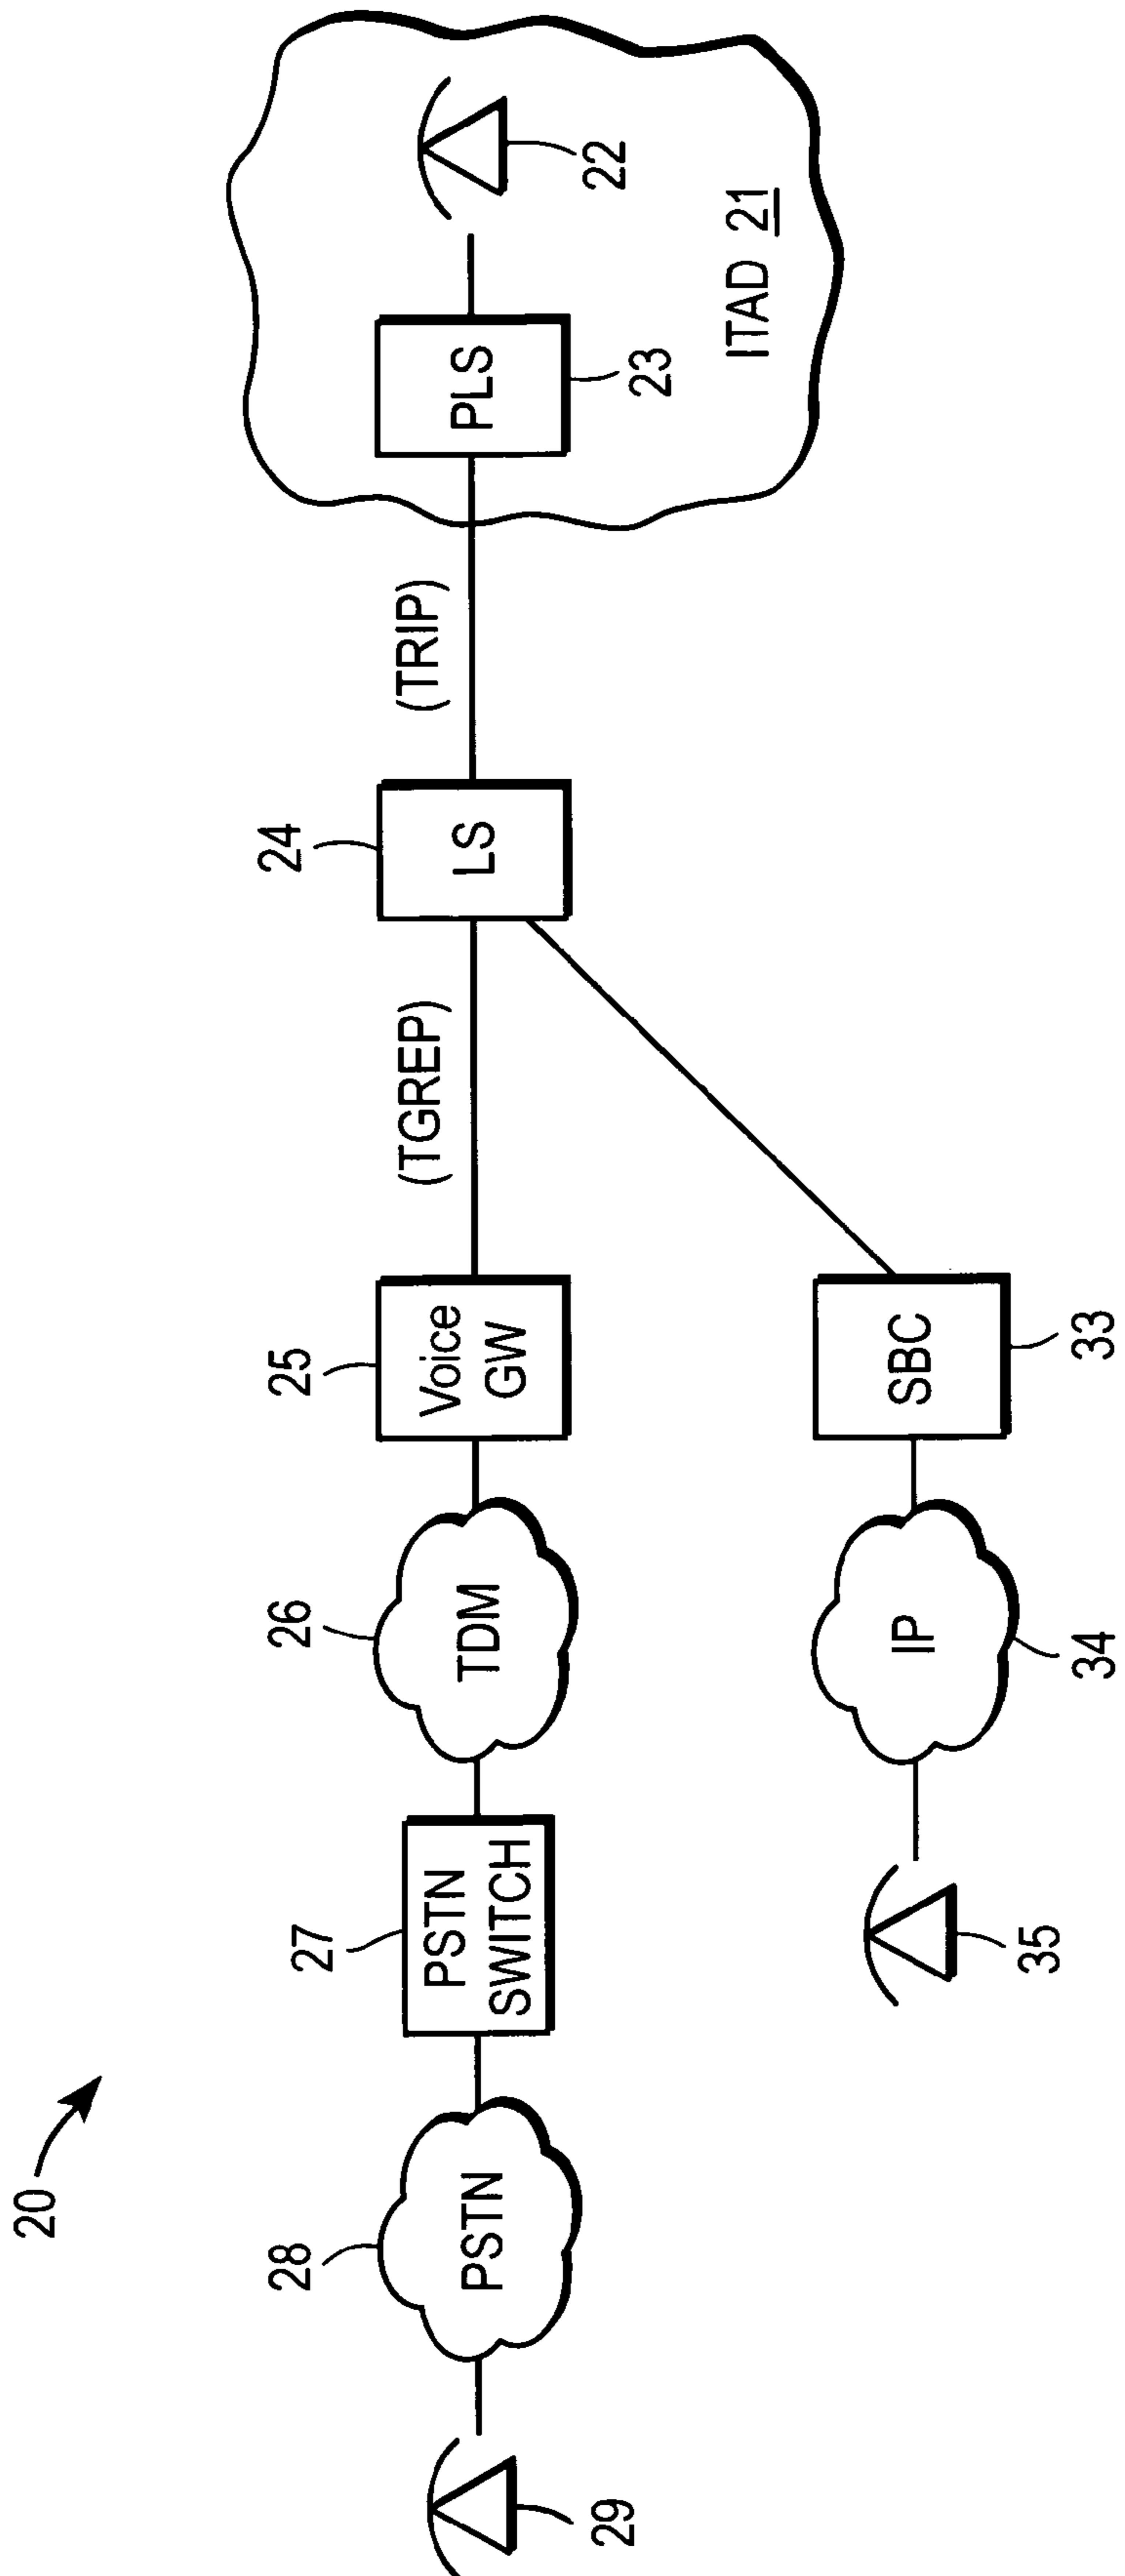 20
28
27
26
25
(TGREP)
24
(TRIP)
PSTN
PSTN
SWITCH
TDM
Voice
GW
LS
PLS
29
23
22
ITAD 21
IP
SBC
35
34
33